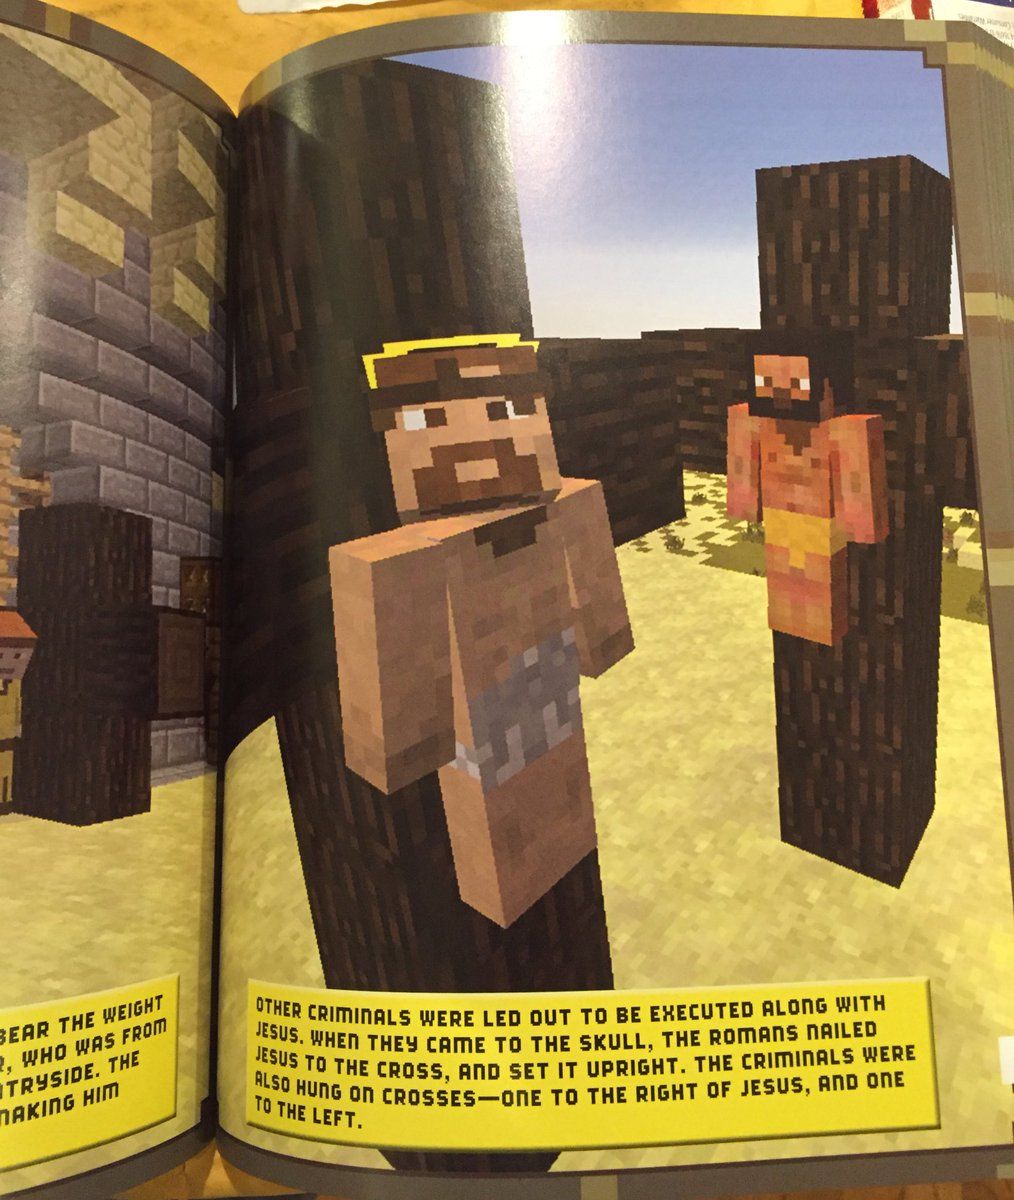 BEAR THE WEIGHT
WHO WAS FROM
THE
MAKING HIM
OTHER CRIMINALS WERE LED OUT TO BE EXECUTED ALONG WITH
JESUS. WHEN THEY CAME TO THE SKULL, THE ROMANS NAILED
JESUS TO THE CROSS, AND SET IT UPRIGHT. THE CRIMINALS WERE
ALSO HUNG ON CROSSES—ONE TO THE RIGHT OF JESUS, AND ONE
TO THE LEFT.